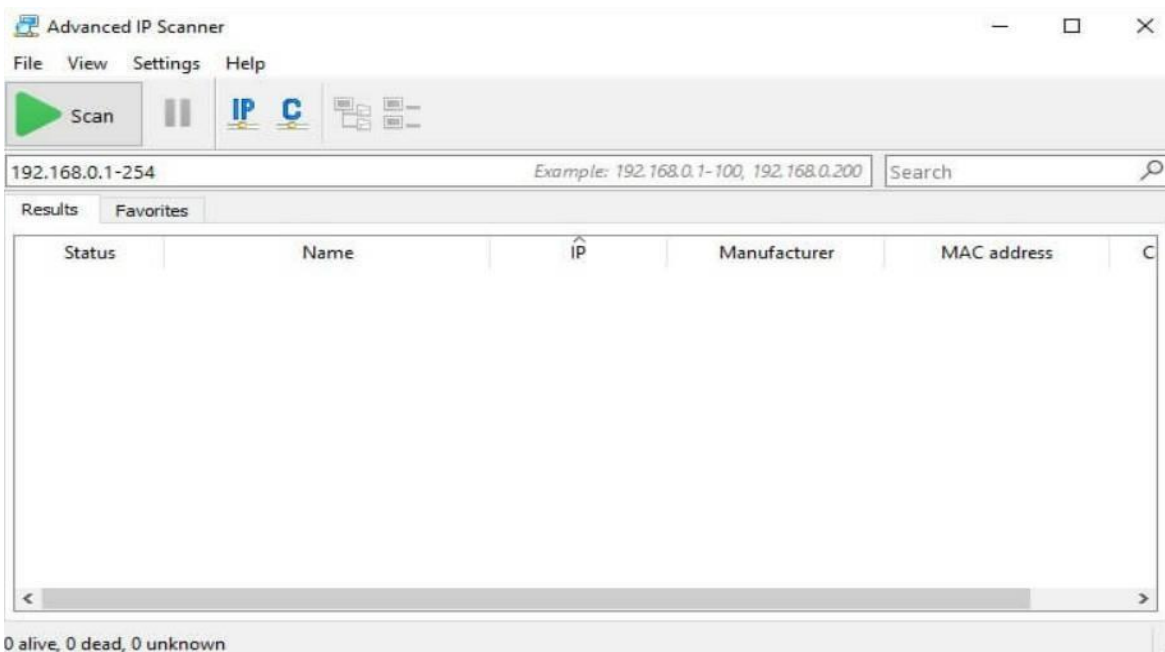 Advanced IP Scanner
File View Settings Help
Scan IP C
192.168.0.1-254 Example: 192.168.0.1-100, 192.168.0.200 Search
Results Favorites
Status Name IP Manufacturer MAC address C
0 alive, 0 dead, 0 unknown